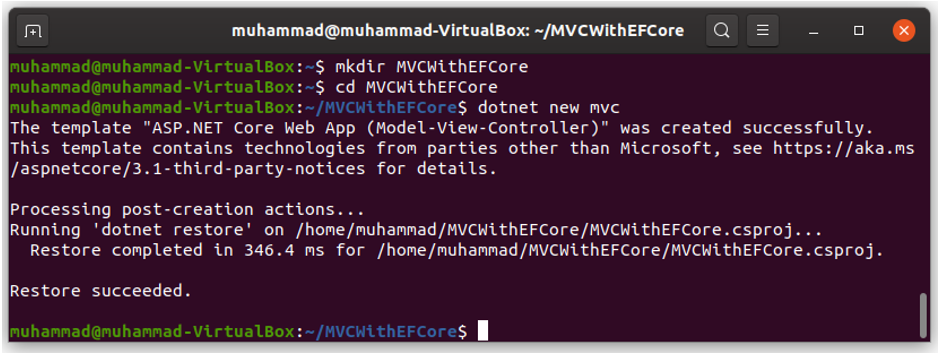 muhammad@muhammad-VirtualBox: ~/MVCWithEFCore
muhammad@muhammad-VirtualBox:~$ mkdir MVCWithEFCore
muhammad@muhammad-VirtualBox:~$ cd MVCWithEFCore
muhammad@muhammad-VirtualBox:~/MVCWithEFCore$ dotnet new mvc
The template "ASP.NET Core Web App (Model-View-Controller)" was created successfully.
This template contains technologies from parties other than Microsoft, see https://aka.ms
/aspnetcore/3.1-third-party-notices for details.
Processing post-creation actions...
Running 'dotnet restore' on /home/muhammad/MVCWithEFCore/MVCWithEFCore.csproj...
  Restore completed in 346.4 ms for /home/muhammad/MVCWithEFCore/MVCWithEFCore.csproj.
Restore succeeded.
muhammad@muhammad-VirtualBox:~/MVCWithEFCore$